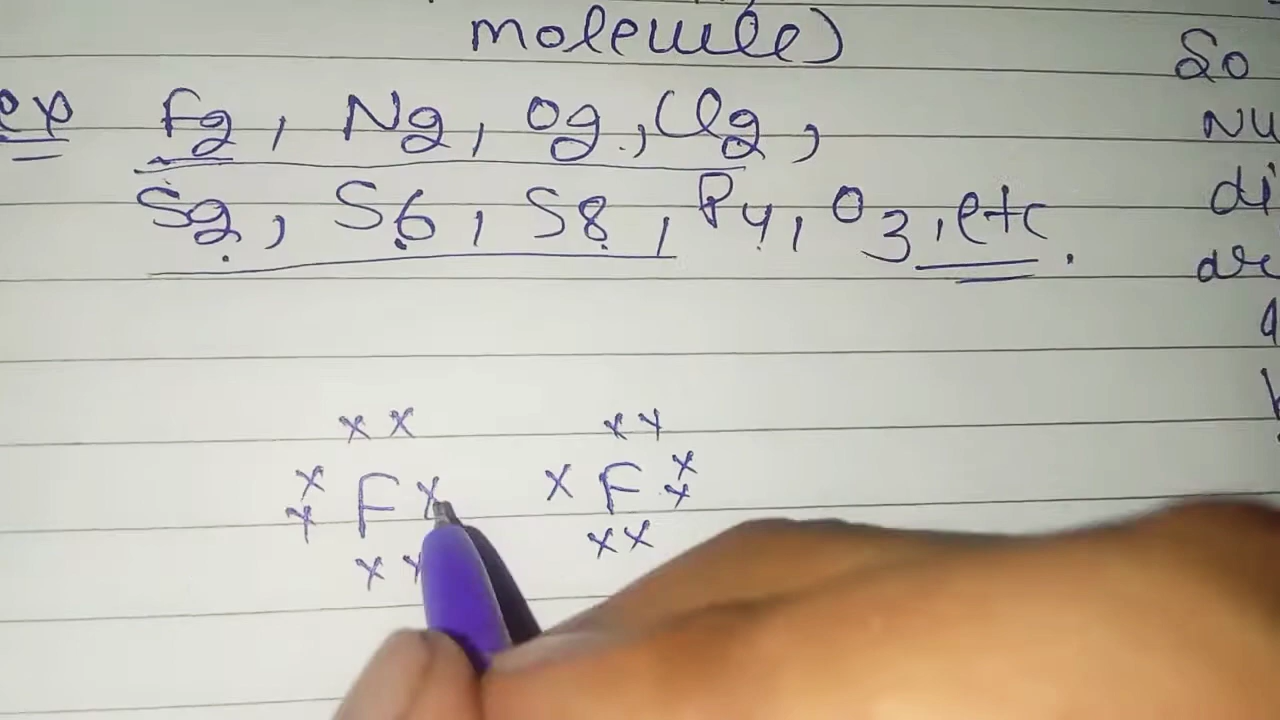 molecule)
ex F2, N2, O2, Cl2,
S2, S6, S8, P4, O3, etc.
So
NU
di
are
x x x x
x F x x F x
x x x
x x x x